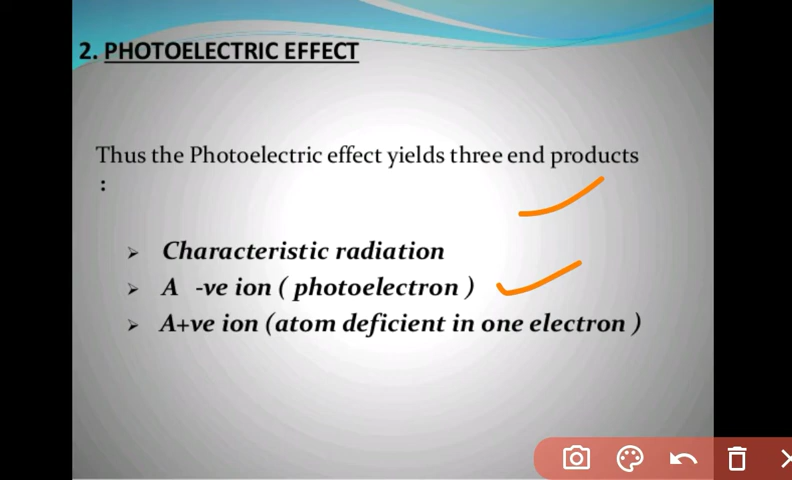 2. PHOTOELECTRIC EFFECT
Thus the Photoelectric effect yields three end products
:
➢ Characteristic radiation
➢ A -ve ion ( photoelectron )
➢ A+ve ion (atom deficient in one electron )